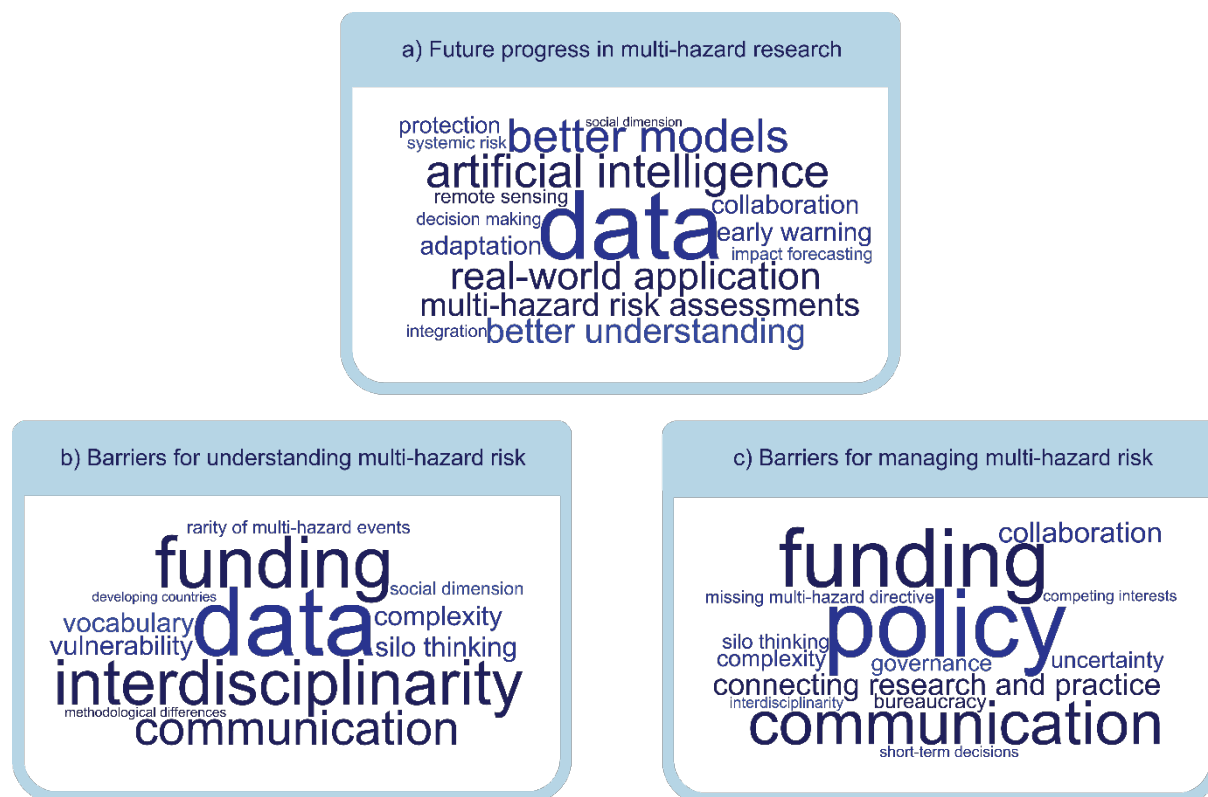 a) Future progress in multi-hazard research
social dimension
protection
better models
systemic risk
artificial intelligence
remote sensing
data
collaboration
decision making
early warning
adaptation
impact forecasting
real-world application
multi-hazard risk assessments
integration
better understanding
b) Barriers for understanding multi-hazard risk
rarity of multi-hazard events
funding
social dimension
developing countries
data
complexity
vocabulary
vulnerability
silo thinking
interdisciplinarity
methodological differences
communication
c) Barriers for managing multi-hazard risk
funding
collaboration
missing multi-hazard directive
competing interests
policy
silo thinking
complexity
governance
uncertainty
connecting research and practice
interdisciplinarity
bureaucracy
communication
short-term decisions